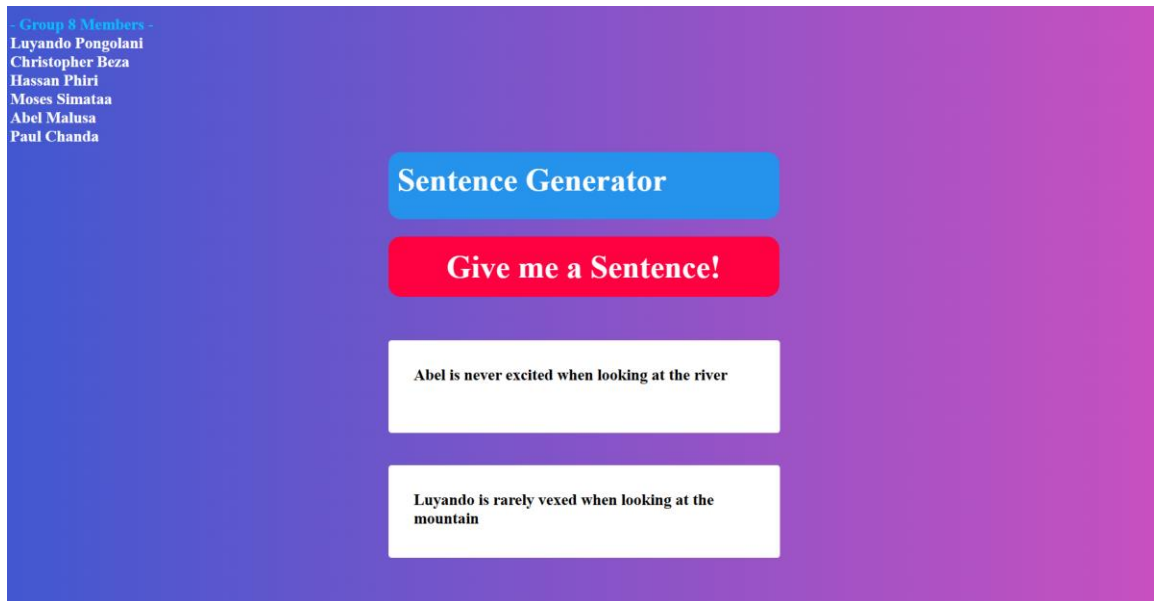 - Group 8 Members -
Luyando Pongolani
Christopher Beza
Hassan Phiri
Moses Simataa
Abel Malusa
Paul Chanda
Sentence Generator
Give me a Sentence!
Abel is never excited when looking at the river
Luyando is rarely vexed when looking at the
mountain